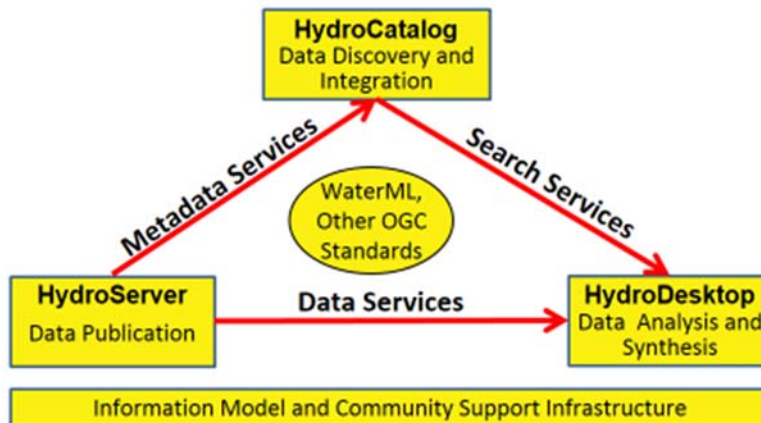 HydroCatalog
Data Discovery and
Integration
Metadata Services
Search Services
WaterML,
Other OGC
Standards
HydroServer
Data Publication
Data Services
HydroDesktop
Data Analysis and
Synthesis
Information Model and Community Support Infrastructure